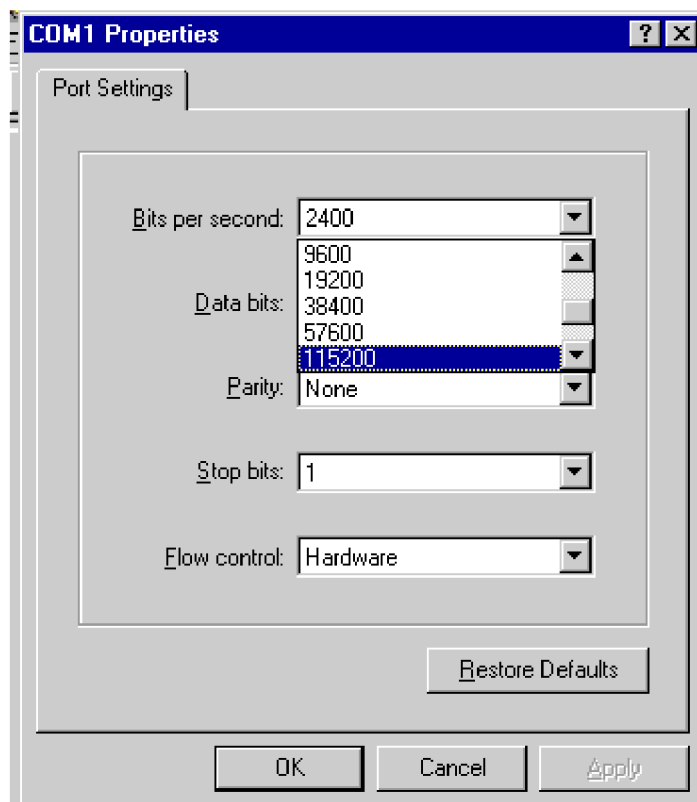 COM1 Properties
Port Settings
Bits per second: 2400
9600
19200
Data bits: 38400
57600
115200
Parity: None
Stop bits: 1
Flow control: Hardware
Restore Defaults
OK Cancel Apply